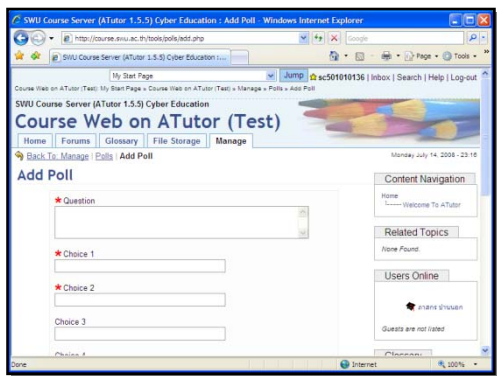 SWU Course Server (ATutor 1.5.5) Cyber Education : Add Poll - Windows Internet Explorer
http://course.swu.ac.th/tools/polls/add.php
Google
SWU Course Server (ATutor 1.5.5) Cyber Education : ...
Page
Tools
My Start Page
Jump
sc501010136 | Inbox | Search | Help | Log-out
Course Web on ATutor (Test): My Start Page » Course Web on ATutor (Test) » Manage » Polls » Add Poll
SWU Course Server (ATutor 1.5.5) Cyber Education
Course Web on ATutor (Test)
Home
Forums
Glossary
File Storage
Manage
Back To: Manage | Polls | Add Poll
Monday July 14, 2008 - 23:16
Add Poll
Content Navigation
* Question
Home
Welcome To ATutor
Related Topics
None Found.
* Choice 1
Users Online
* Choice 2
Guests are not listed
Choice 3
Choice 4
Glossary
Done
Internet
100%